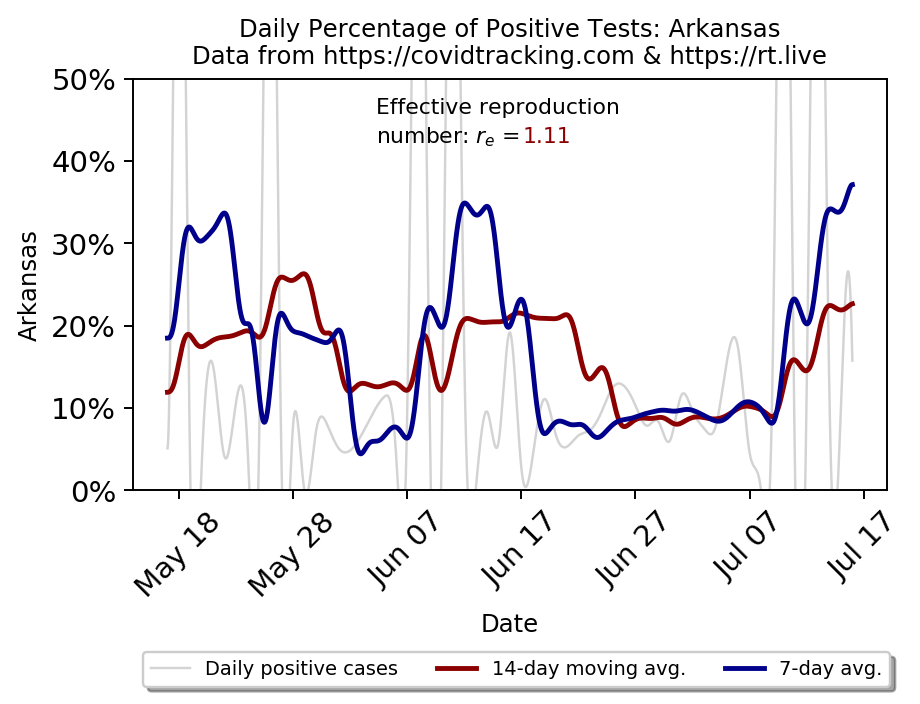 Daily Percentage of Positive Tests: Arkansas
Data from https://covidtracking.com & https://rt.live
Effective reproduction
number: rₑ = 1.11
50%
40%
30%
20%
10%
0%
Arkansas
May 18
May 28
Jun 07
Jun 17
Jun 27
Jul 07
Jul 17
Date
Daily positive cases
14-day moving avg.
7-day avg.